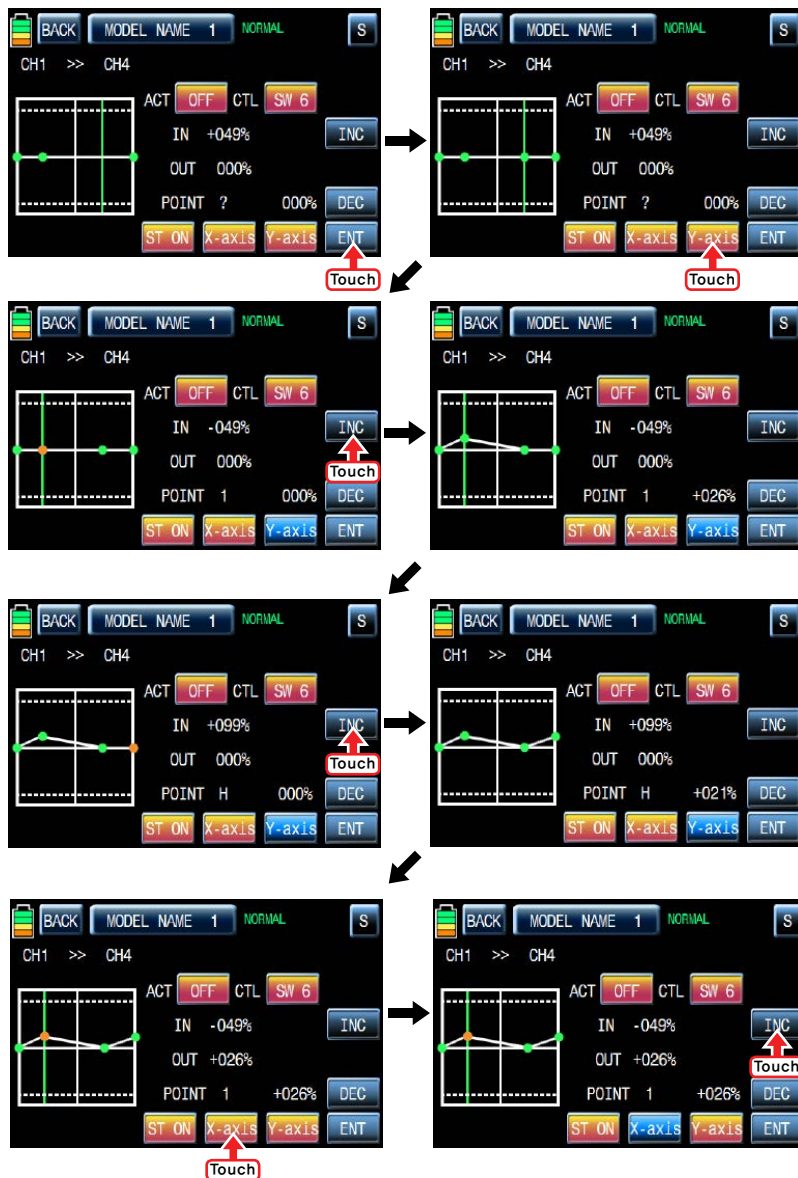 BACK MODEL NAME 1 NORMAL S
CH1 >> CH4
ACT OFF CTL SW 6
IN +049% INC
OUT 000%
POINT ? 000% DEC
ST ON X-axis Y-axis ENT
Touch
BACK MODEL NAME 1 NORMAL S
CH1 >> CH4
ACT OFF CTL SW 6
IN +049% INC
OUT 000%
POINT ? 000% DEC
ST ON X-axis Y-axis ENT
Touch
BACK MODEL NAME 1 NORMAL S
CH1 >> CH4
ACT OFF CTL SW 6
IN -049% INC
OUT 000%
Touch
POINT 1 000% DEC
ST ON X-axis Y-axis ENT
BACK MODEL NAME 1 NORMAL S
CH1 >> CH4
ACT OFF CTL SW 6
IN -049% INC
OUT 000%
POINT 1 +026% DEC
ST ON X-axis Y-axis ENT
BACK MODEL NAME 1 NORMAL S
CH1 >> CH4
ACT OFF CTL SW 6
IN +099% INC
OUT 000%
Touch
POINT H 000% DEC
ST ON X-axis Y-axis ENT
BACK MODEL NAME 1 NORMAL S
CH1 >> CH4
ACT OFF CTL SW 6
IN +099% INC
OUT 000%
POINT H +021% DEC
ST ON X-axis Y-axis ENT
BACK MODEL NAME 1 NORMAL S
CH1 >> CH4
ACT OFF CTL SW 6
IN -049% INC
OUT +026%
POINT 1 +026% DEC
ST ON X-axis Y-axis ENT
Touch
BACK MODEL NAME 1 NORMAL S
CH1 >> CH4
ACT OFF CTL SW 6
IN -049% INC
OUT +026%
Touch
POINT 1 +026% DEC
ST ON X-axis Y-axis ENT